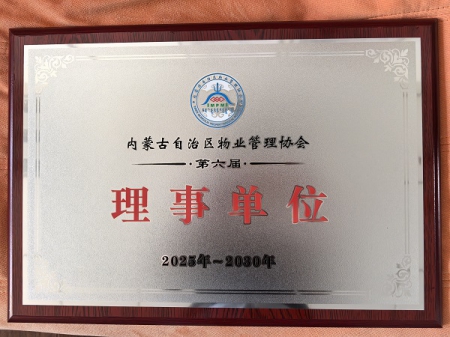 内蒙古自治区物业管理协会
·第六届·
理事单位
2025年~2030年